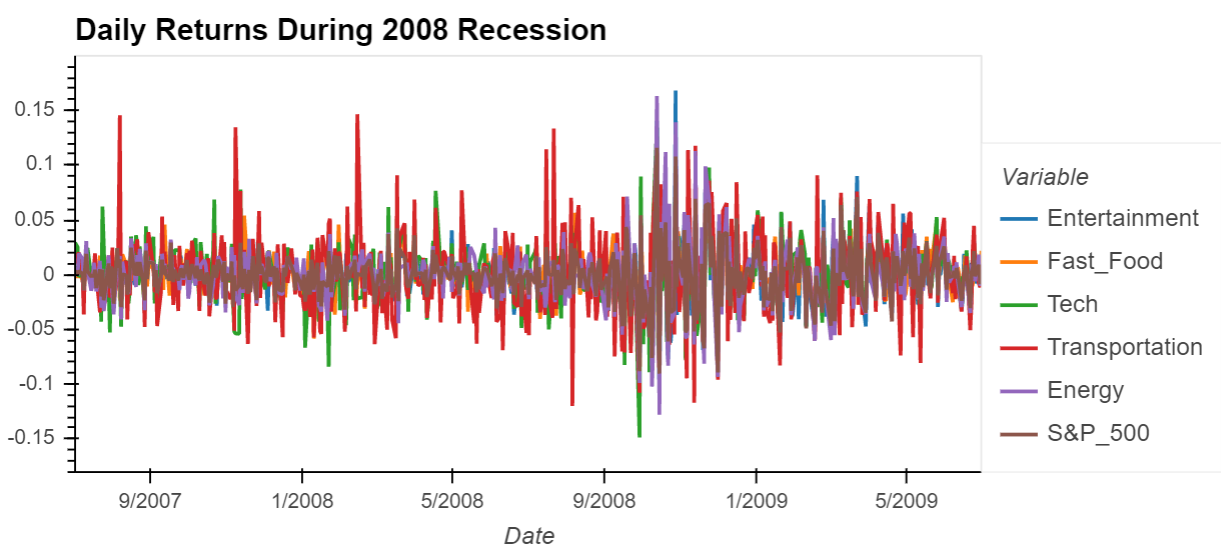 Daily Returns During 2008 Recession
0.15
0.1
0.05
0
-0.05
-0.1
-0.15
9/2007
1/2008
5/2008
9/2008
1/2009
5/2009
Date
Variable
Entertainment
Fast_Food
Tech
Transportation
Energy
S&P_500